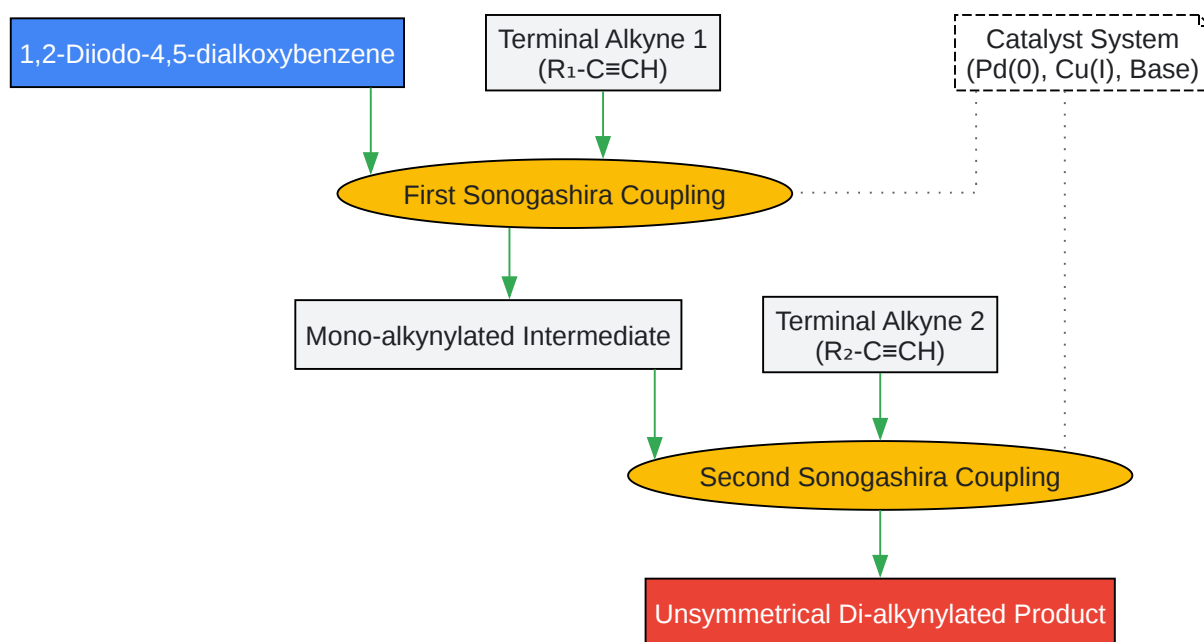 1,2-Diiodo-4,5-dialkoxybenzene
Terminal Alkyne 1
(R₁-C≡CH)
Catalyst System
(Pd(0), Cu(I), Base)
First Sonogashira Coupling
Mono-alkynylated Intermediate
Terminal Alkyne 2
(R₂-C≡CH)
Second Sonogashira Coupling
Unsymmetrical Di-alkynylated Product